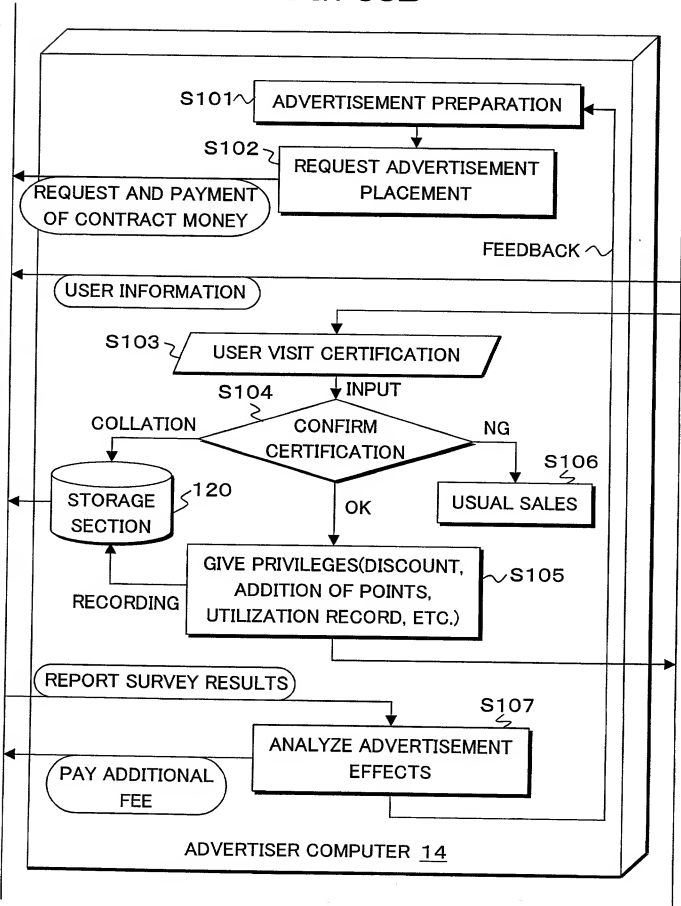 S101
ADVERTISEMENT PREPARATION
S102
REQUEST ADVERTISEMENT
PLACEMENT
REQUEST AND PAYMENT
OF CONTRACT MONEY
FEEDBACK
USER INFORMATION
S103
USER VISIT CERTIFICATION
INPUT
S104
CONFIRM
CERTIFICATION
COLLATION
NG
S106
USUAL SALES
STORAGE
SECTION
120
OK
GIVE PRIVILEGES(DISCOUNT,
ADDITION OF POINTS,
UTILIZATION RECORD, ETC.)
S105
RECORDING
REPORT SURVEY RESULTS
S107
ANALYZE ADVERTISEMENT
EFFECTS
PAY ADDITIONAL
FEE
ADVERTISER COMPUTER 14